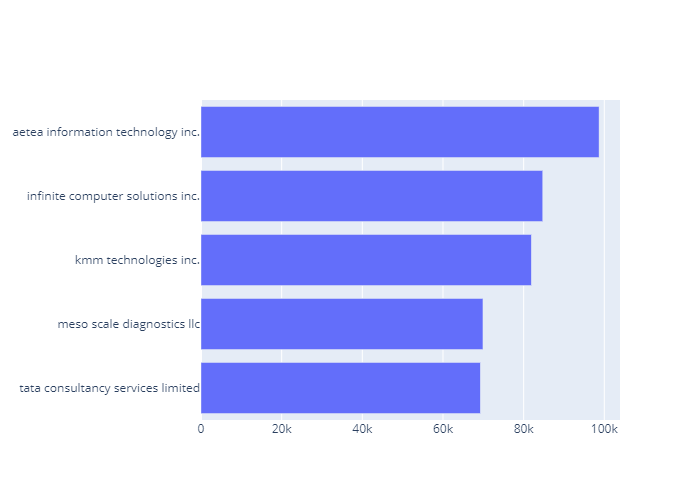 aetea information technology inc.
infinite computer solutions inc.
kmm technologies inc.
meso scale diagnostics llc
tata consultancy services limited
0 20k 40k 60k 80k 100k